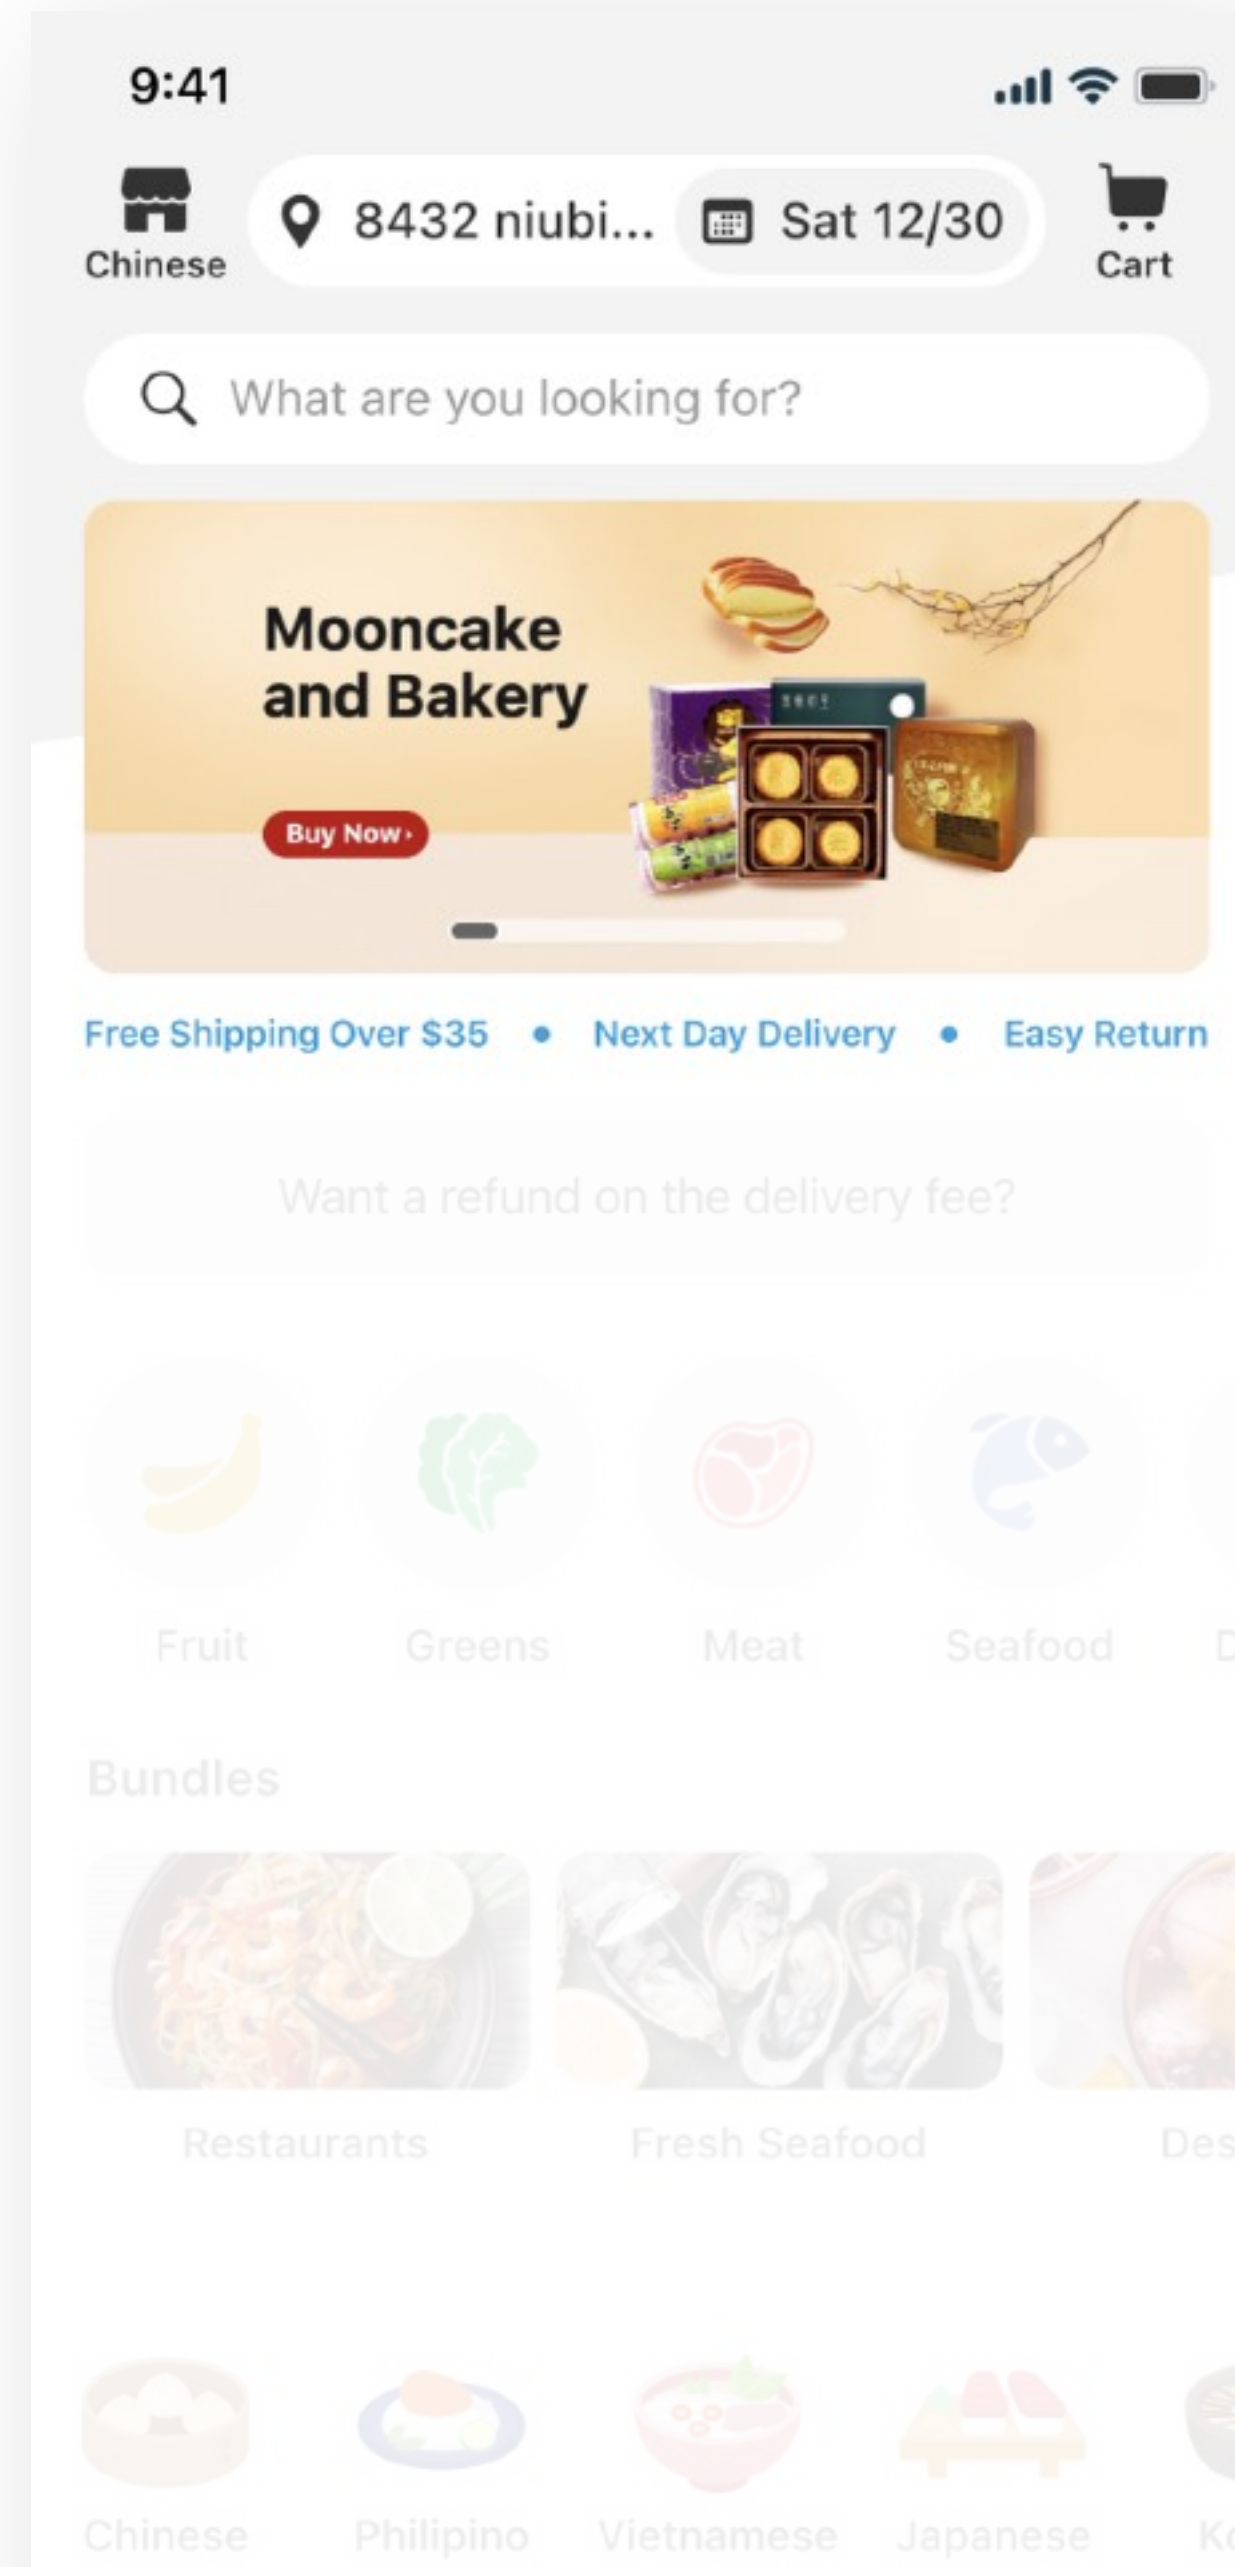 9:41
Chinese
8432 niubi...
Sat 12/30
Cart
What are you looking for?
Mooncake
and Bakery
Buy Now
Free Shipping Over $35 • Next Day Delivery • Easy Return
Want a refund on the delivery fee?
Fruit Greens Meat Seafood D
Bundles
Restaurants Fresh Seafood Des
Chinese Philipino Vietnamese Japanese Ko